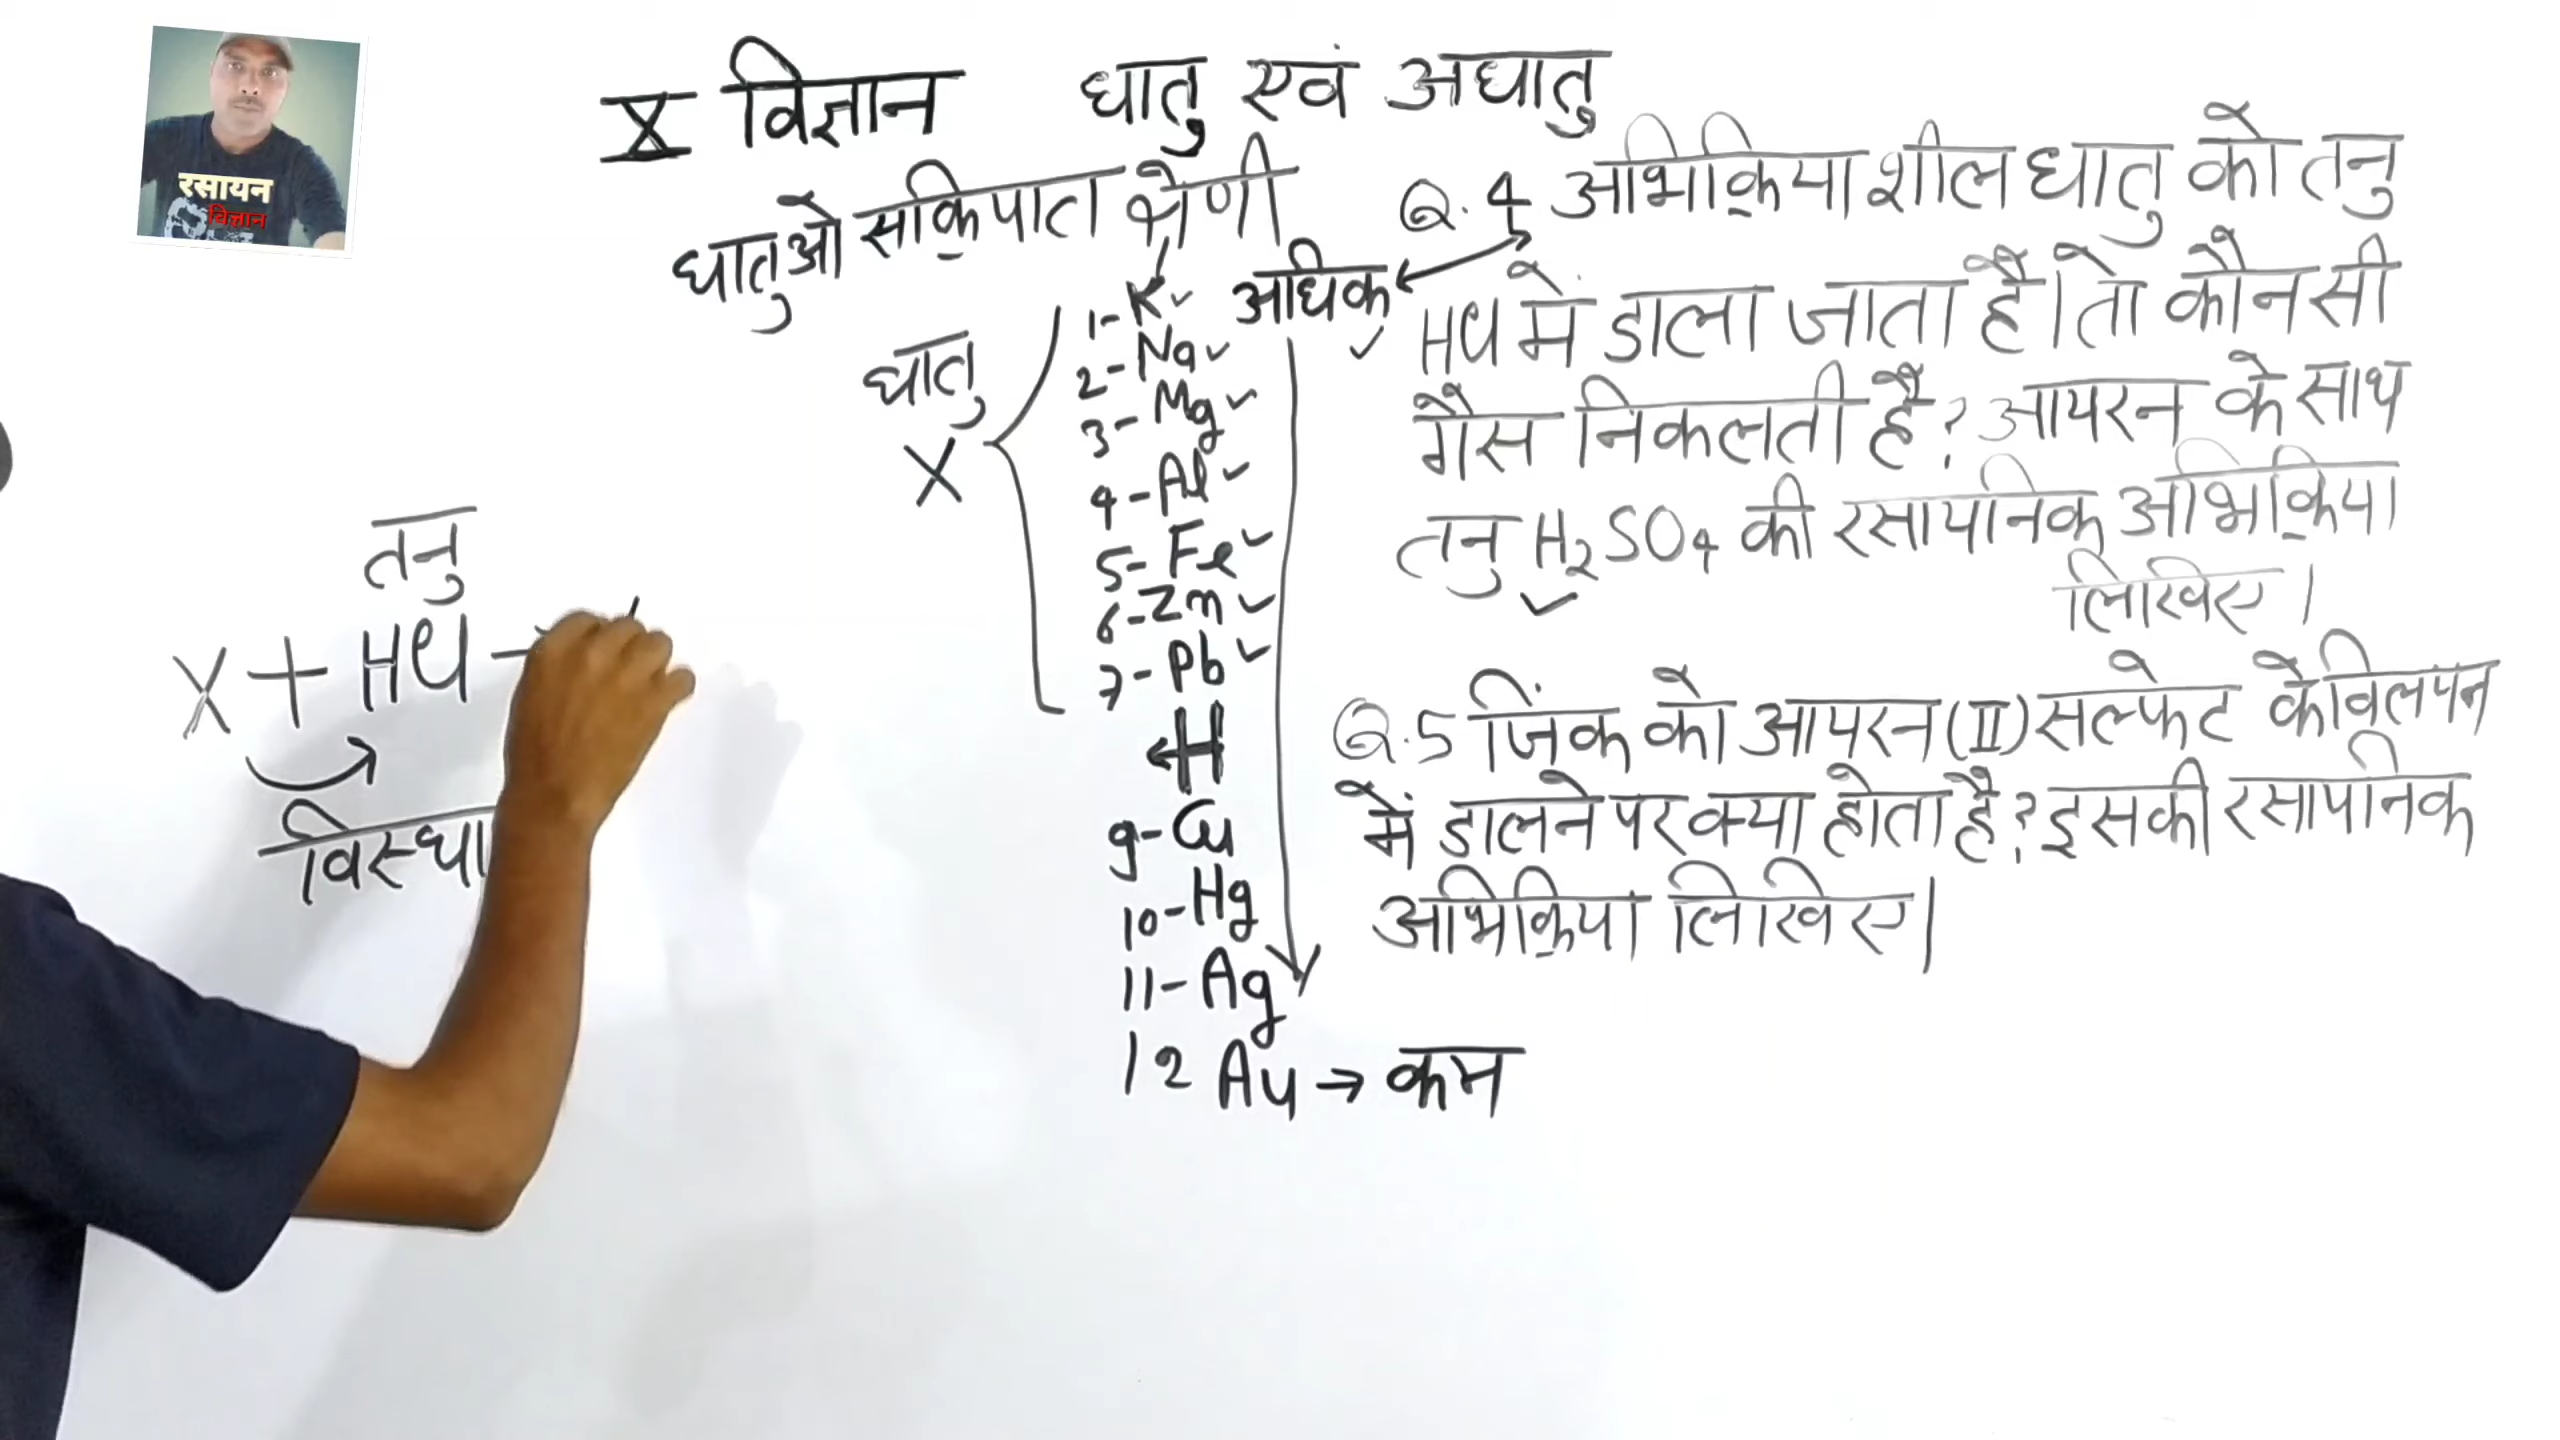 रसायन
विज्ञान
X विज्ञान धातु एवं अधातु
धातुओ सक्रियाता श्रेणी
धातु
X
1- K ✓ अधिक
2- Na ✓
3- Mg ✓
4- Al ✓
5- Fe ✓
6- Zn ✓
7- Pb ✓
H
9- Cu
10- Hg
11- Ag
12 Au → कम
तनु
X + HCl -
विस्था
Q.4 अभिक्रियाशील धातु को तनु
HCl में डाला जाता है। तो कौन सी
गैस निकलती है? आयरन के साथ
तनु H₂SO₄ की रसायनिक अभिक्रिया
लिखिए।
Q.5 जिंक को आयरन (II) सल्फेट के विलयन
में डालने पर क्या होता है? इसकी रसायनिक
अभिक्रिया लिखिए।